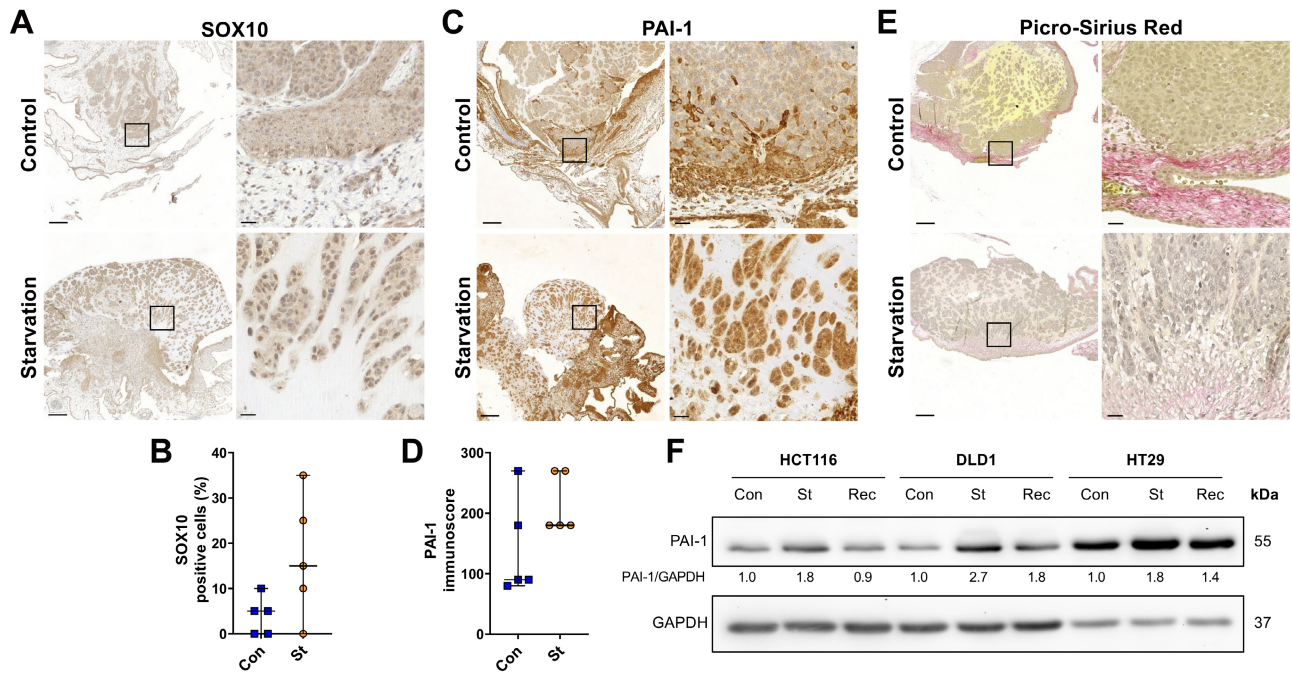 A
SOX10
Control
Starvation
C
PAI-1
Control
Starvation
E
Picro-Sirius Red
Control
Starvation
B
SOX10
positive cells (%)
40
30
20
10
0
Con
St
D
PAI-1
immunoscore
300
200
100
0
Con
St
F
HCT116 DLD1 HT29
Con St Rec Con St Rec Con St Rec kDa
PAI-1 55
PAI-1/GAPDH 1.0 1.8 0.9 1.0 2.7 1.8 1.0 1.8 1.4
GAPDH 37